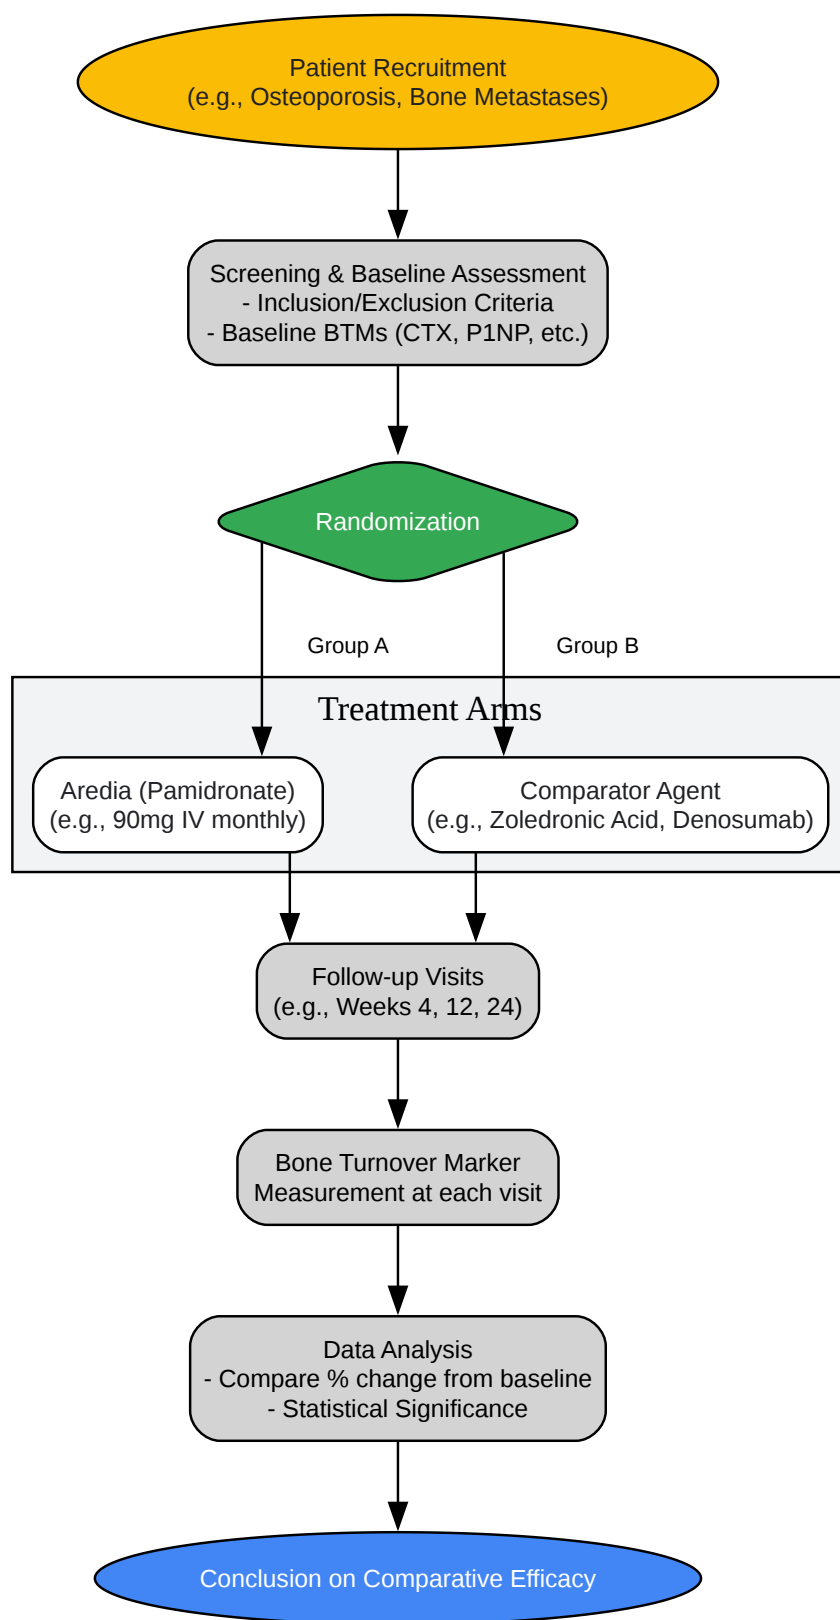 Patient Recruitment
(e.g., Osteoporosis, Bone Metastases)
Screening & Baseline Assessment
- Inclusion/Exclusion Criteria
- Baseline BTMs (CTX, P1NP, etc.)
Randomization
Group A
Group B
Treatment Arms
Aredia (Pamidronate)
(e.g., 90mg IV monthly)
Comparator Agent
(e.g., Zoledronic Acid, Denosumab)
Follow-up Visits
(e.g., Weeks 4, 12, 24)
Bone Turnover Marker
Measurement at each visit
Data Analysis
- Compare % change from baseline
- Statistical Significance
Conclusion on Comparative Efficacy